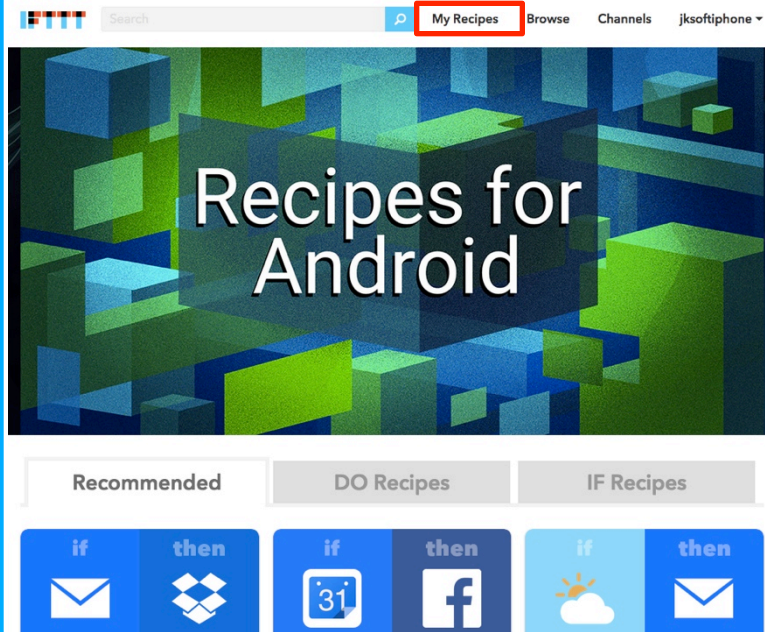 IFTTT Search My Recipes Browse Channels jksoftiphone
Recipes for
Android
Recommended DO Recipes IF Recipes
if then if then if then
31